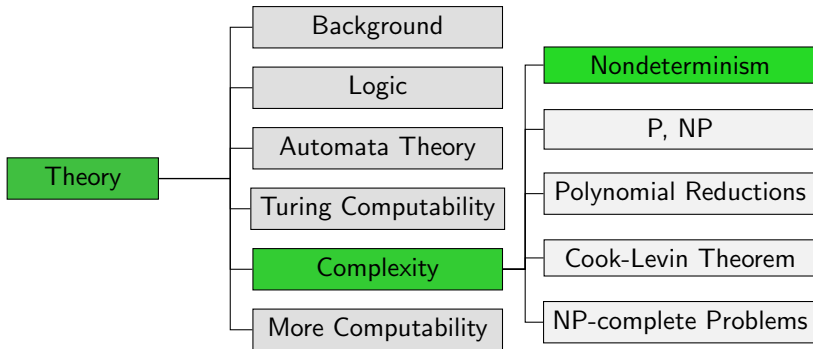 Theory
Background
Logic
Automata Theory
Turing Computability
Complexity
More Computability
Nondeterminism
P, NP
Polynomial Reductions
Cook-Levin Theorem
NP-complete Problems